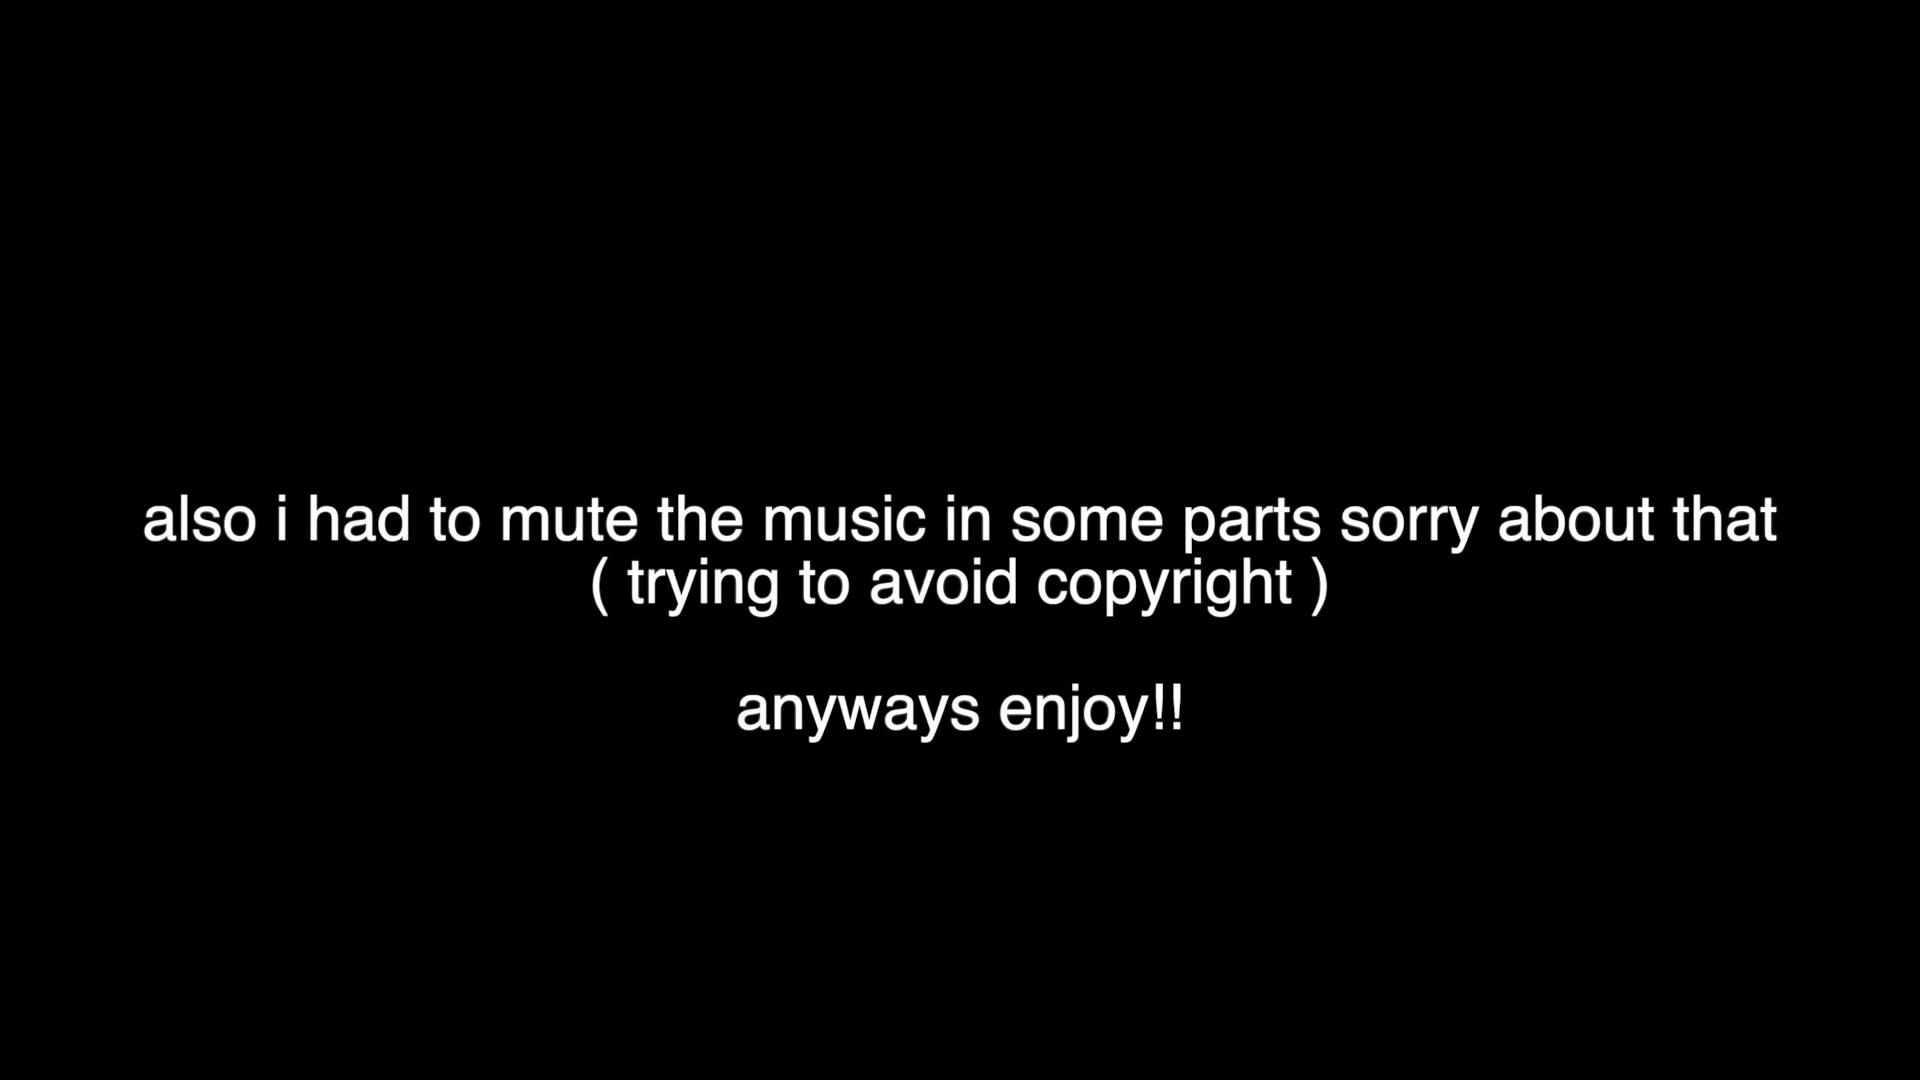 also i had to mute the music in some parts sorry about that
( trying to avoid copyright )
anyways enjoy!!